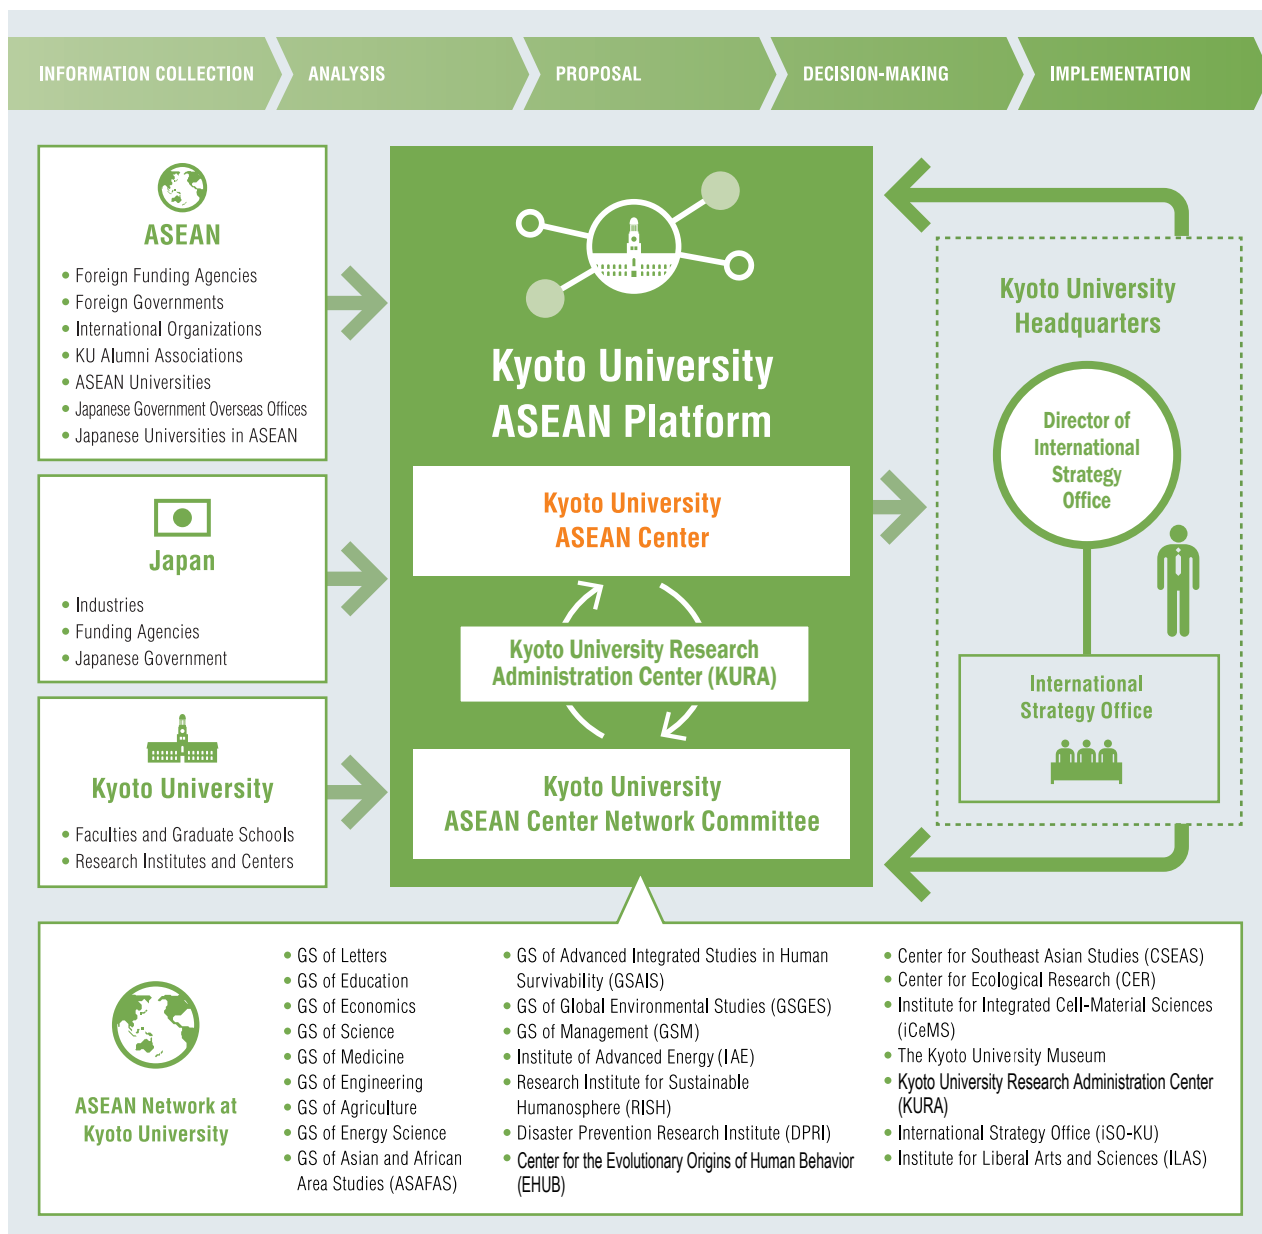 INFORMATION COLLECTION
ANALYSIS
PROPOSAL
DECISION-MAKING
IMPLEMENTATION
ASEAN
• Foreign Funding Agencies
• Foreign Governments
• International Organizations
• KU Alumni Associations
• ASEAN Universities
• Japanese Government Overseas Offices
• Japanese Universities in ASEAN
Japan
• Industries
• Funding Agencies
• Japanese Government
Kyoto University
• Faculties and Graduate Schools
• Research Institutes and Centers
Kyoto University
ASEAN Platform
Kyoto University
ASEAN Center
Kyoto University Research
Administration Center (KURA)
Kyoto University
ASEAN Center Network Committee
Kyoto University
Headquarters
Director of
International
Strategy
Office
International
Strategy Office
ASEAN Network at
Kyoto University
• GS of Letters
• GS of Education
• GS of Economics
• GS of Science
• GS of Medicine
• GS of Engineering
• GS of Agriculture
• GS of Energy Science
• GS of Asian and African
Area Studies (ASAFAS)
• GS of Advanced Integrated Studies in Human
Survivability (GSAIS)
• GS of Global Environmental Studies (GSGES)
• GS of Management (GSM)
• Institute of Advanced Energy (IAE)
• Research Institute for Sustainable
Humanosphere (RISH)
• Disaster Prevention Research Institute (DPRI)
• Center for the Evolutionary Origins of Human Behavior
(EHUB)
• Center for Southeast Asian Studies (CSEAS)
• Center for Ecological Research (CER)
• Institute for Integrated Cell-Material Sciences
(iCeMS)
• The Kyoto University Museum
• Kyoto University Research Administration Center
(KURA)
• International Strategy Office (iSO-KU)
• Institute for Liberal Arts and Sciences (ILAS)